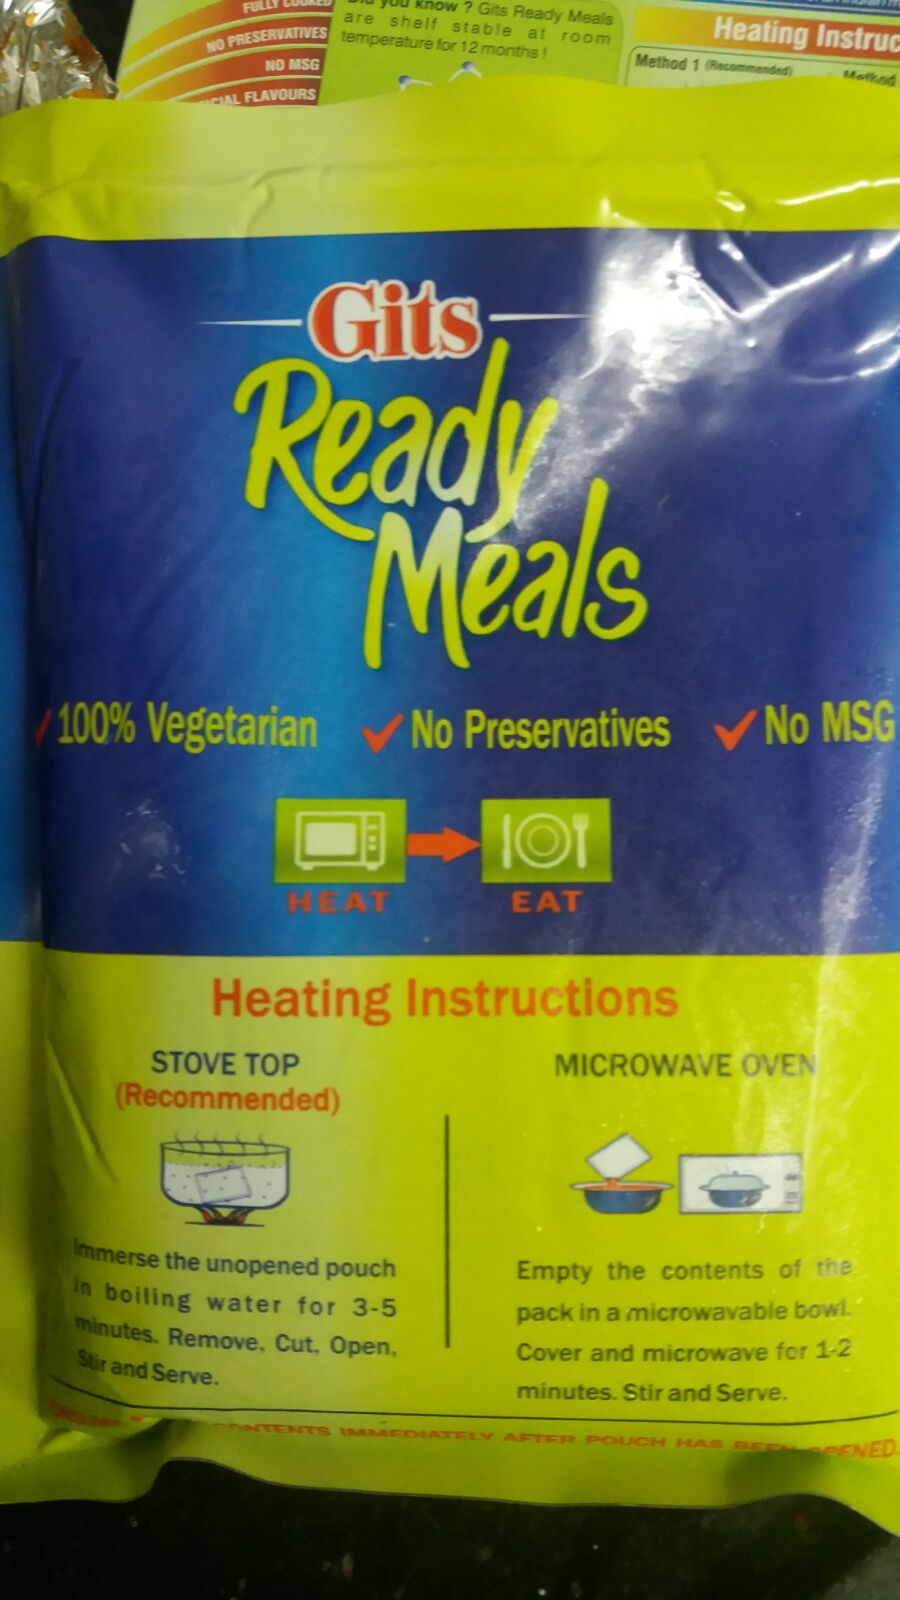 FULLY COOKED
NO PRESERVATIVES
NO MSG
FLAVOURS
you know ? Gits Ready Meals
are shelf stable at room
temperature for 12 months !
Heating
Method 1 (Recommended)
Method
Gits
Ready
Meals
100% Vegetarian
No Preservatives
No MSG
HEAT
EAT
Heating Instructions
STOVE TOP
(Recommended)
Immerse the unopened pouch
in boiling water for 3-5
minutes. Remove, Cut, Open,
Stir and Serve.
MICROWAVE OVEN
Empty the contents of the
pack in a microwavable bowl.
Cover and microwave for 1-2
minutes. Stir and Serve.
CONTENTS IMMEDIATELY AFTER POUCH HAS BEEN OPENED.